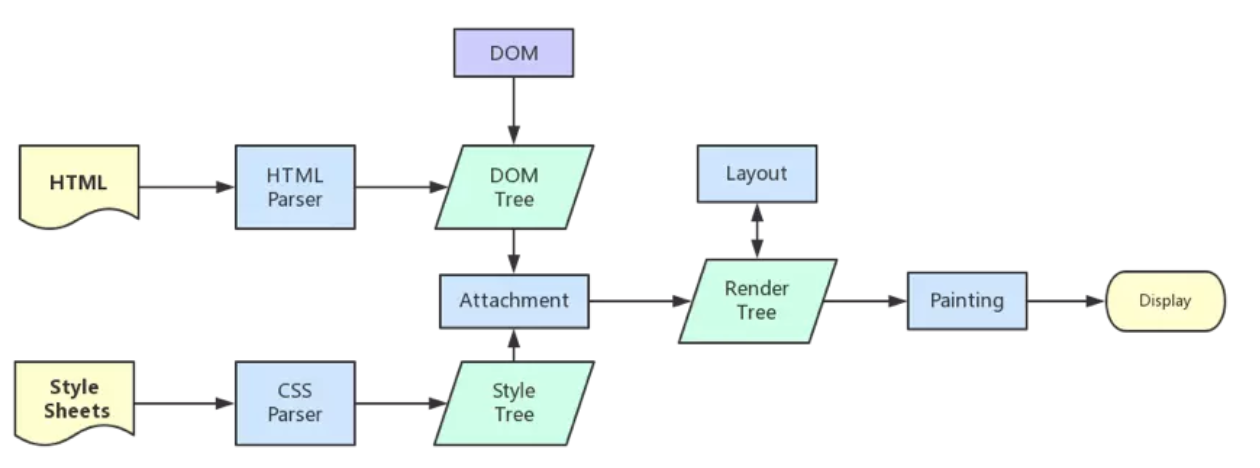 DOM
HTML
HTML
Parser
DOM
Tree
Layout
Attachment
Render
Tree
Painting
Display
Style
Sheets
CSS
Parser
Style
Tree